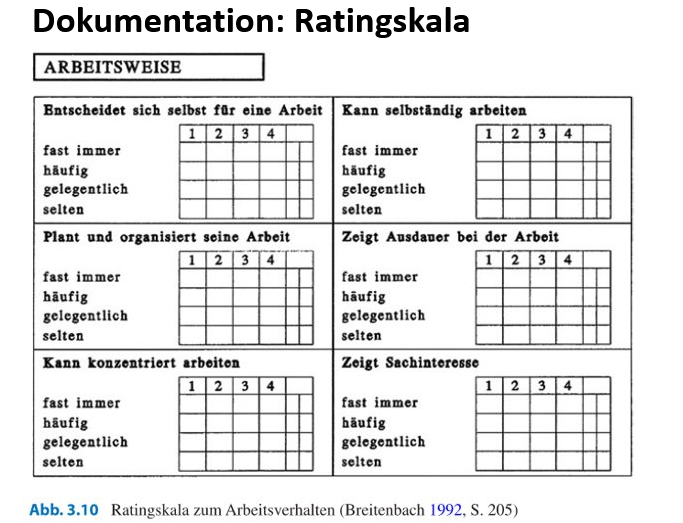 Dokumentation: Ratingskala
ARBEITSWEISE
Entscheidet sich selbst für eine Arbeit
1 2 3 4
fast immer
häufig
gelegentlich
selten
Kann selbständig arbeiten
1 2 3 4
fast immer
häufig
gelegentlich
selten
Plant und organisiert seine Arbeit
1 2 3 4
fast immer
häufig
gelegentlich
selten
Zeigt Ausdauer bei der Arbeit
1 2 3 4
fast immer
häufig
gelegentlich
selten
Kann konzentriert arbeiten
1 2 3 4
fast immer
häufig
gelegentlich
selten
Zeigt Sachinteresse
1 2 3 4
fast immer
häufig
gelegentlich
selten
Abb. 3.10 Ratingskala zum Arbeitsverhalten (Breitenbach 1992, S. 205)